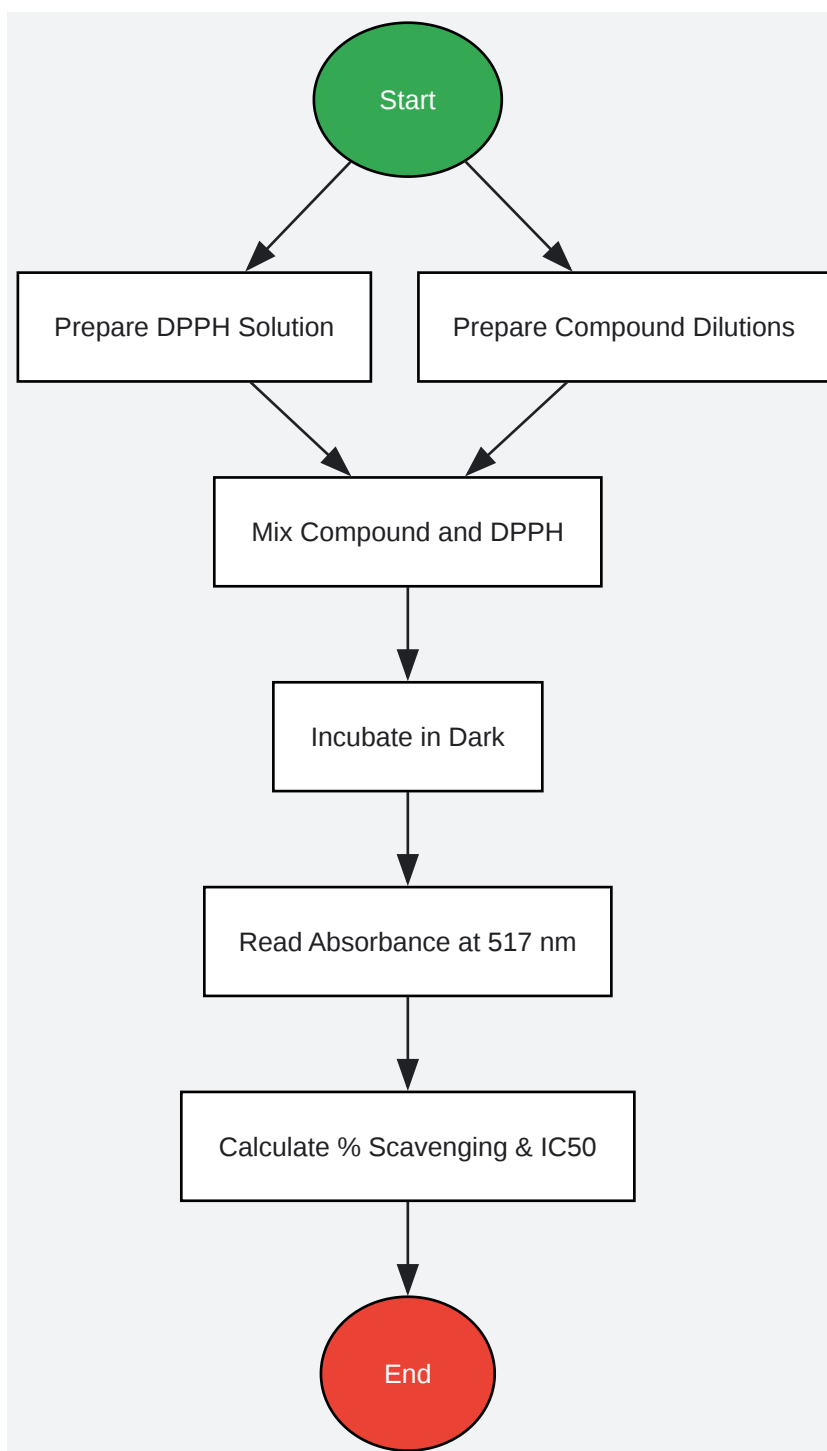 Start
Prepare DPPH Solution
Prepare Compound Dilutions
Mix Compound and DPPH
Incubate in Dark
Read Absorbance at 517 nm
Calculate % Scavenging & IC50
End